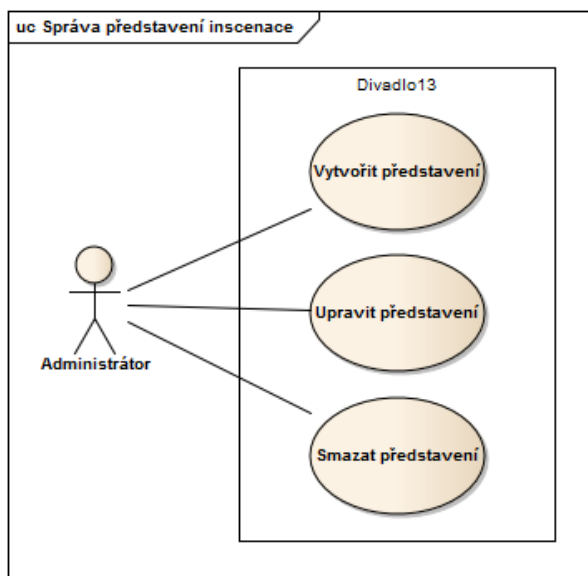 uc Správa představení inscenace
Divadlo13
Vytvořit představení
Upravit představení
Administrátor
Smazat představení